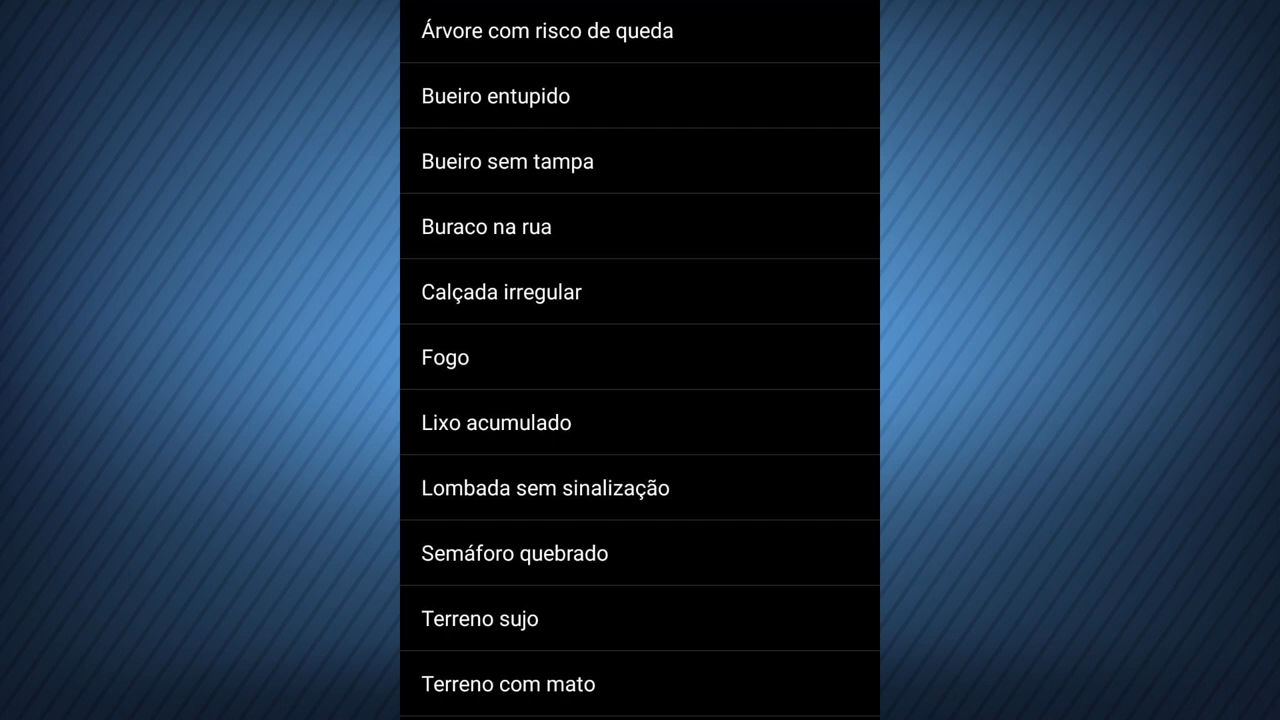 Árvore com risco de queda
Bueiro entupido
Bueiro sem tampa
Buraco na rua
Calçada irregular
Fogo
Lixo acumulado
Lombada sem sinalização
Semáforo quebrado
Terreno sujo
Terreno com mato